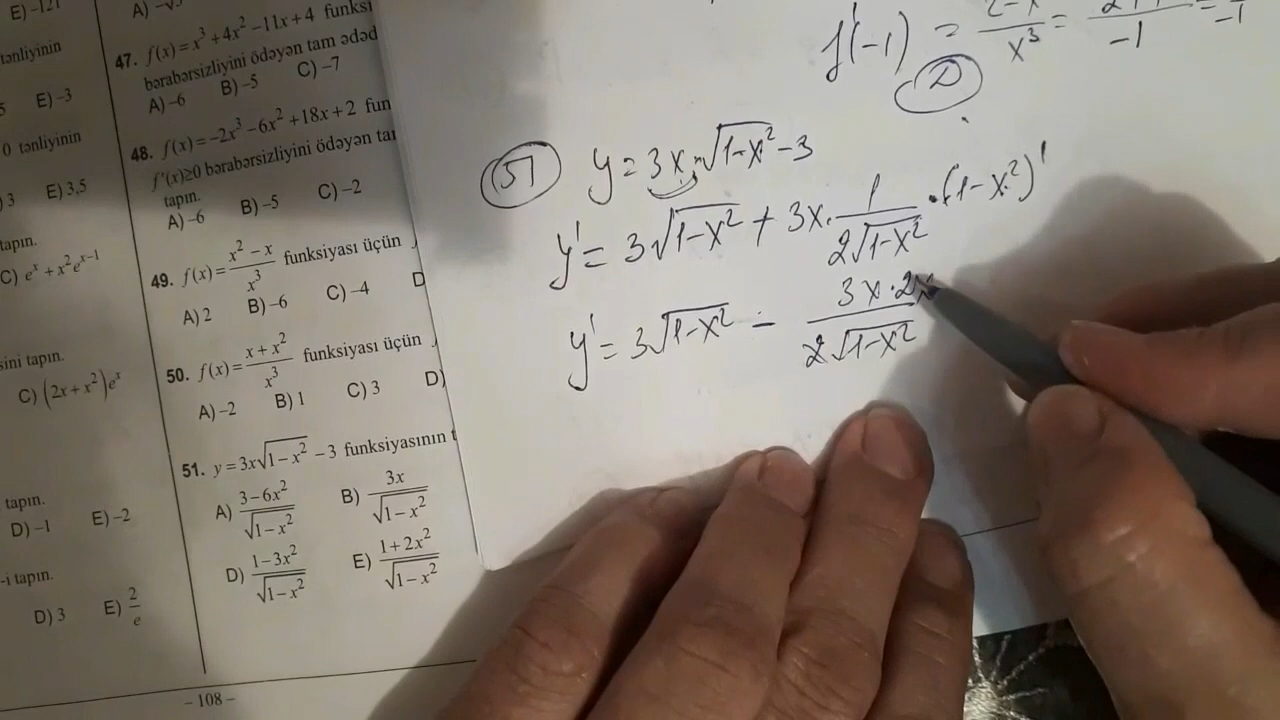 E) –121
tənliyinin
E) –3
0 tənliyinin
) 3 E) 3,5
tapın.
C) eˣ + x²eˣ⁻¹
sini tapın.
C) (2x + x²)eˣ
tapın.
D) –1 E) –2
-i tapın.
D) 3 E) 2/e
A) –√3
47. f(x) = x³ + 4x² – 11x + 4 funksi
bərabərsizliyini ödəyən tam ədəd
A) –6 B) –5 C) –7
48. f(x) = –2x³ – 6x² + 18x + 2 fun
f'(x)≥0 bərabərsizliyini ödəyən ta
tapın.
A) –6 B) –5 C) –2
49. f(x) = (x² – x)/x³ funksiyası üçün
A) 2 B) –6 C) –4 D
50. f(x) = (x + x²)/x³ funksiyası üçün
A) –2 B) 1 C) 3 D)
51. y = 3x√(1 – x²) – 3 funksiyasının t
A) (3 – 6x²)/√(1 – x²) B) 3x/√(1 – x²)
D) (1 – 3x²)/√(1 – x²) E) (1 + 2x²)/√(1 – x²)
– 108 –
f'(-1) = (2-x)/x³ = /-1 = /-1
D
51 y = 3x·√(1-x²) - 3
y' = 3√(1-x²) + 3x · 1/(2√(1-x²)) · (1-x²)'
y' = 3√(1-x²) - (3x·2x)/(2√(1-x²))